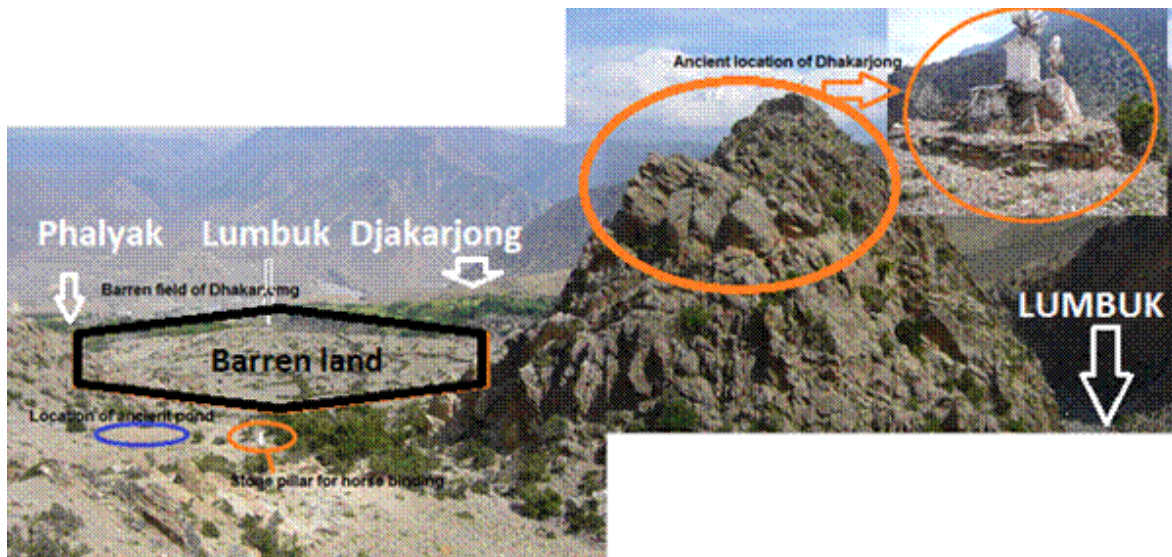 Ancient location of Dhakarjong
Phalyak Lumbuk Djakarjong
Barren field of Dhakarjong
LUMBUK
Barren land
Location of ancient pond
Stone pillar for horse binding